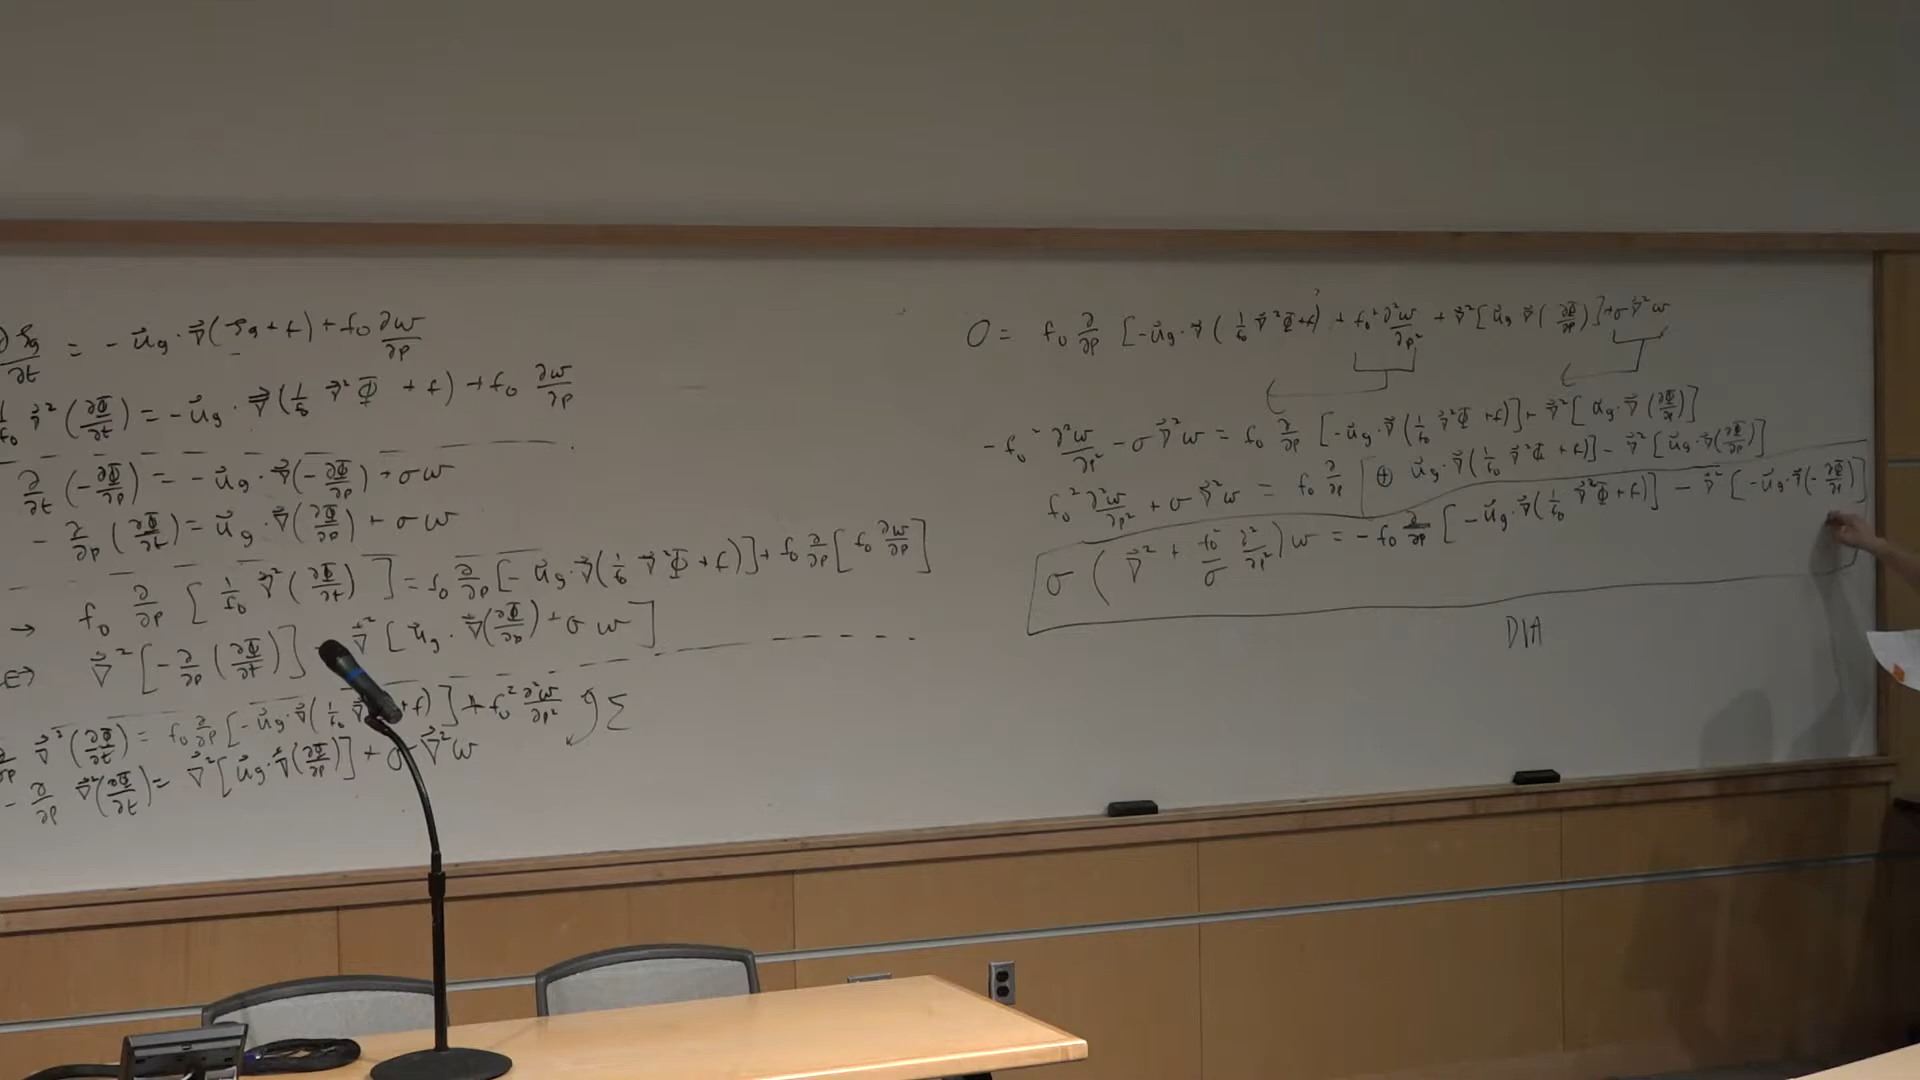 ∂ζg/∂t = -u⃗g·∇⃗(ζg + f) + f₀ ∂ω/∂p
1/f₀ ∇⃗²(∂Φ/∂t) = -u⃗g·∇⃗(1/f₀ ∇⃗²Φ + f) + f₀ ∂ω/∂p
∂/∂t (-∂Φ/∂p) = -u⃗g·∇⃗(-∂Φ/∂p) + σω
-∂/∂p (∂Φ/∂t) = u⃗g·∇⃗(∂Φ/∂p) + σω
→ f₀ ∂/∂p [1/f₀ ∇⃗²(∂Φ/∂t)] = f₀ ∂/∂p [-u⃗g·∇⃗(1/f₀ ∇⃗²Φ + f)] + f₀ ∂/∂p [f₀ ∂ω/∂p]
∇⃗²[-∂/∂p (∂Φ/∂t)] ∇⃗²[u⃗g·∇⃗(∂Φ/∂p) + σω]
∇⃗²(∂Φ/∂t) = f₀ ∂/∂p [-u⃗g·∇⃗(1/f₀ + f)] + f₀² ∂²ω/∂p² Σ
-∂/∂p ∇⃗²(∂Φ/∂t) = ∇⃗²[u⃗g·∇⃗(∂Φ/∂p)] + σ∇⃗²ω
0 = f₀ ∂/∂p [-u⃗g·∇⃗(1/f₀ ∇⃗²Φ+f) + f₀² ∂²ω/∂p² + ∇⃗²[u⃗g·∇⃗(∂Φ/∂p)] + σ∇⃗²ω
-f₀² ∂²ω/∂p² - σ∇⃗²ω = f₀ ∂/∂p [-u⃗g·∇⃗(1/f₀ ∇⃗²Φ + f)] + ∇⃗²[u⃗g·∇⃗(∂Φ/∂p)]
f₀² ∂²ω/∂p² + σ∇⃗²ω = f₀ ∂/∂p [⊕ u⃗g·∇⃗(1/f₀ ∇⃗²Φ + f)] - ∇⃗²[u⃗g·∇⃗(∂Φ/∂p)]
σ(∇⃗² + f₀²/σ ∂²/∂p²)ω = -f₀ ∂/∂p [-u⃗g·∇⃗(1/f₀ ∇⃗²Φ + f)] - ∇⃗²[-u⃗g·∇⃗(-∂Φ/∂p)]
D/A